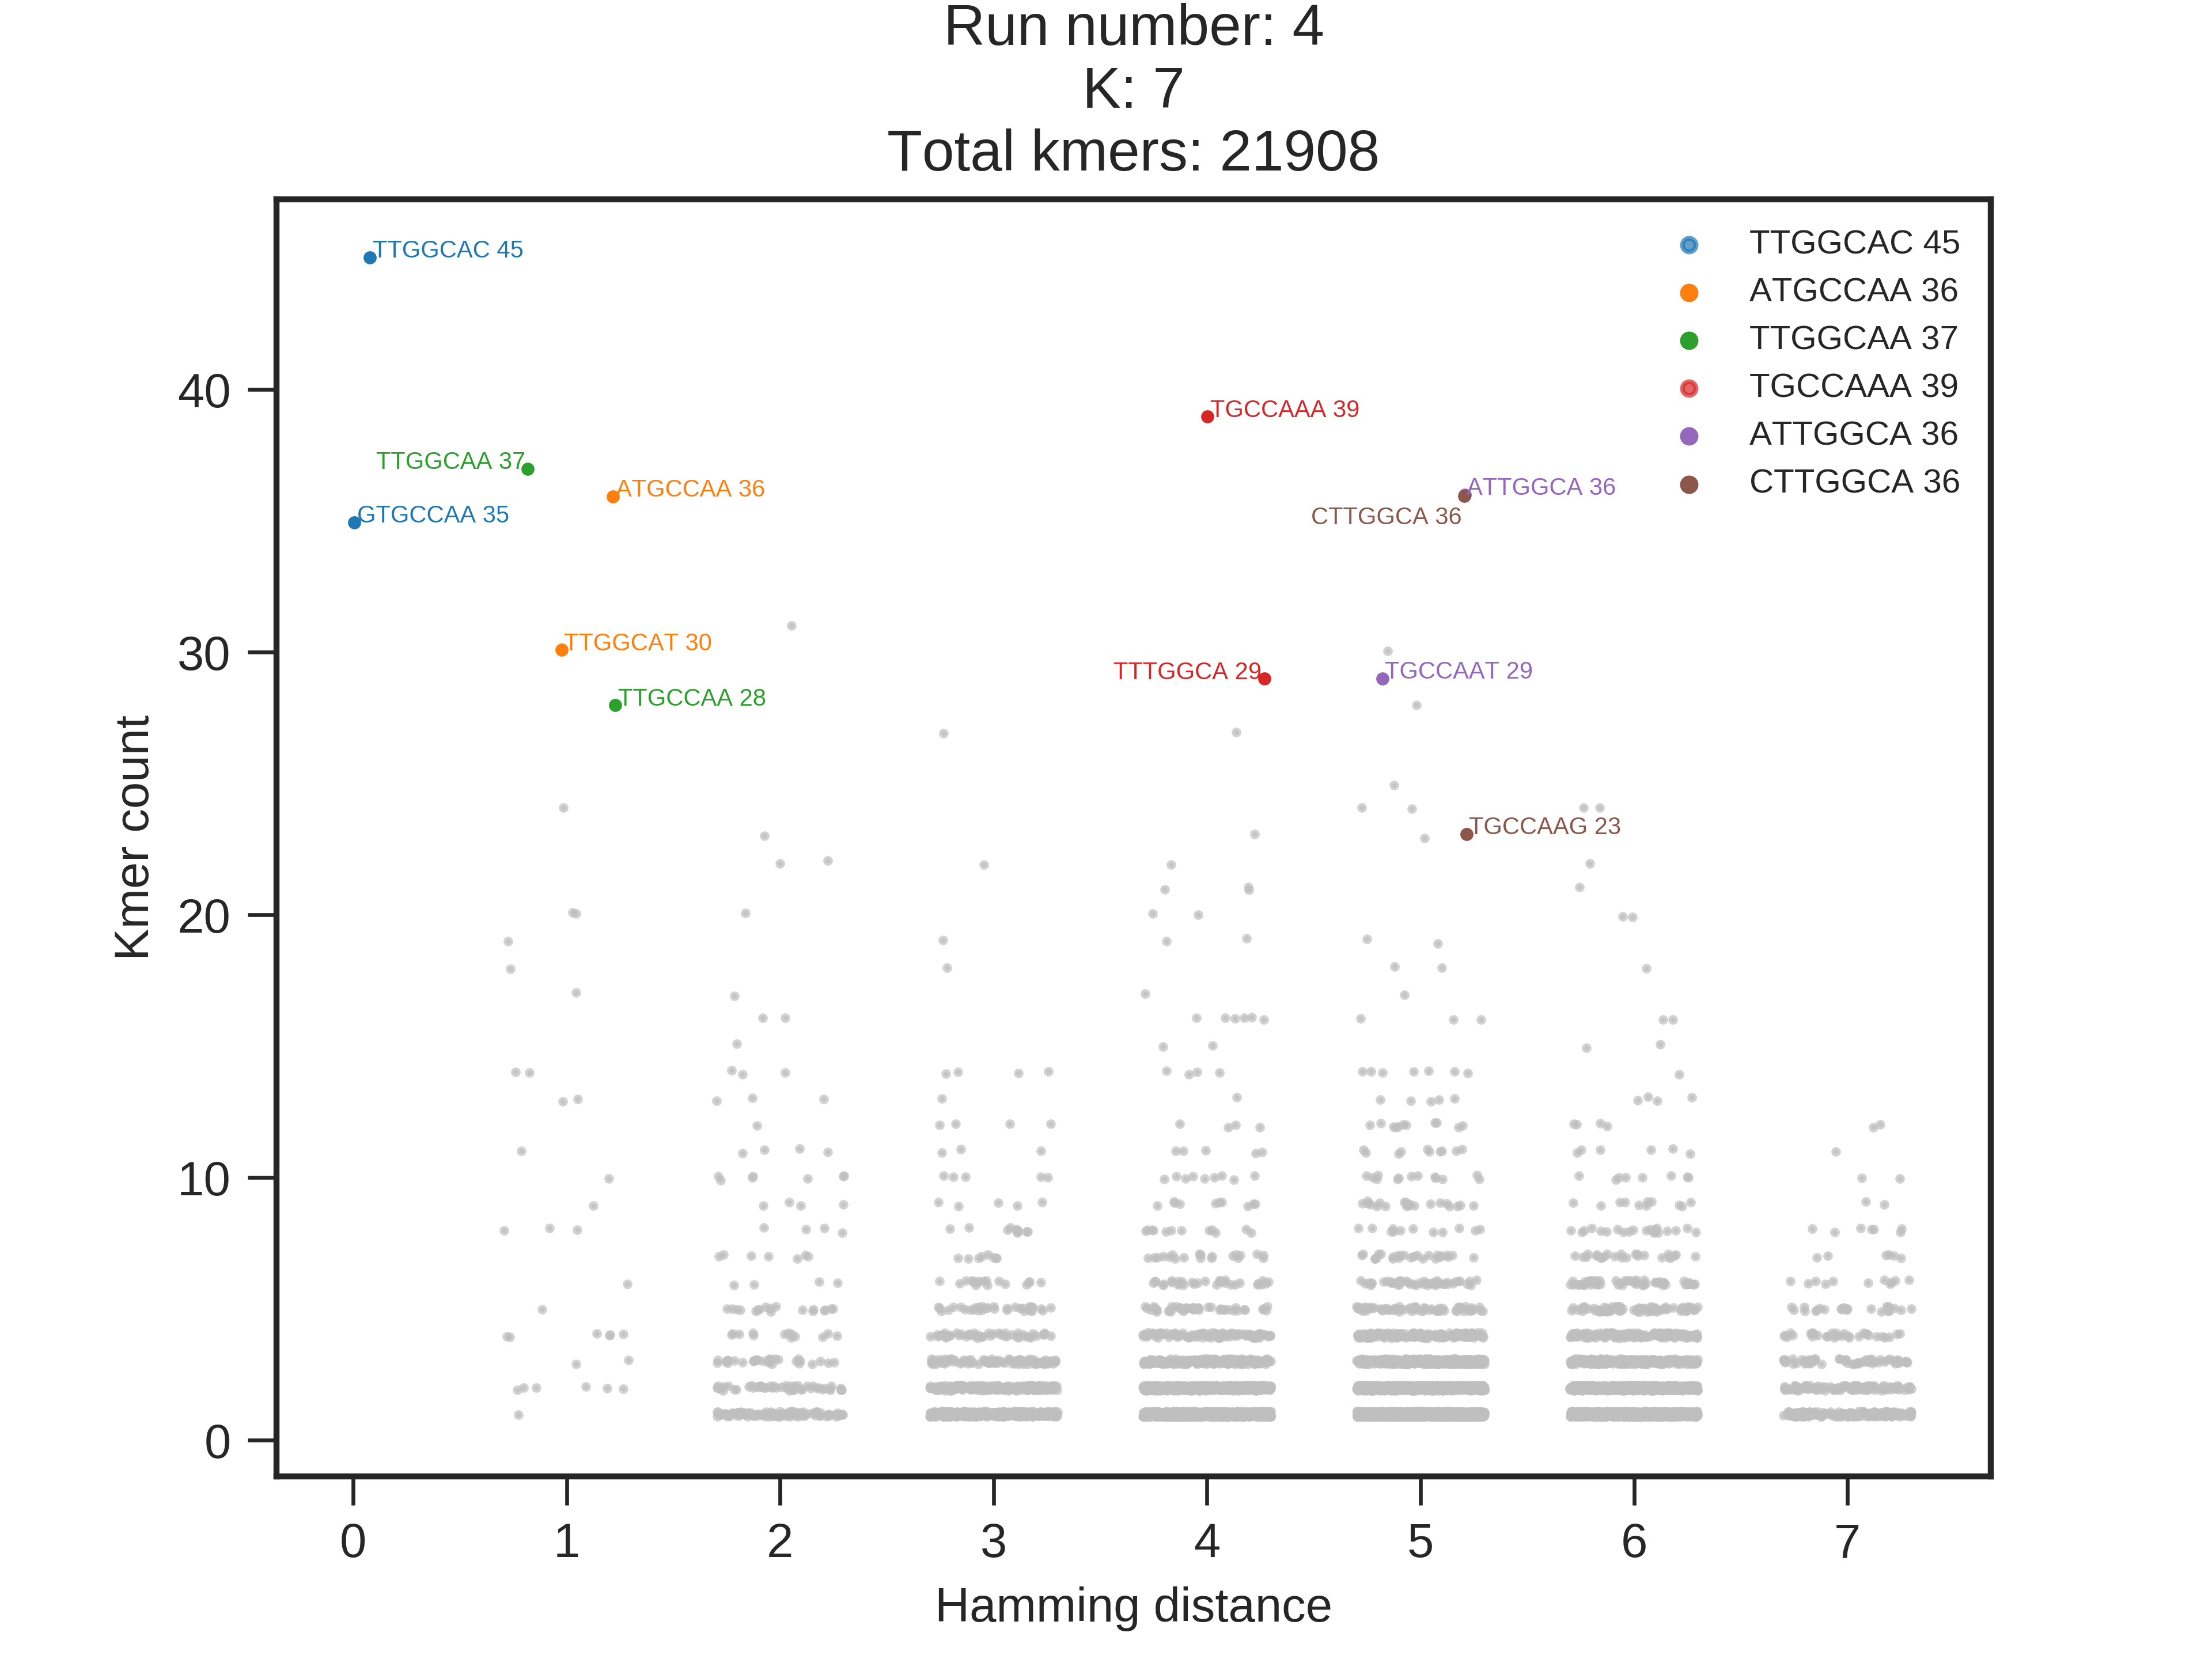 Run number: 4
K: 7
Total kmers: 21908
TTGGCAC 45
TTGGCAC 45
ATGCCAA 36
TTGGCAA 37
TGCCAAA 39
ATTGGCA 36
CTTGGCA 36
TGCCAAA 39
TTGGCAA 37
ATGCCAA 36
ATTGGCA 36
GTGCCAA 35
CTTGGCA 36
TTGGCAT 30
TTTGGCA 29
TGCCAAT 29
TTGCCAA 28
TGCCAAG 23
Kmer count
40
30
20
10
0
0 1 2 3 4 5 6 7
Hamming distance